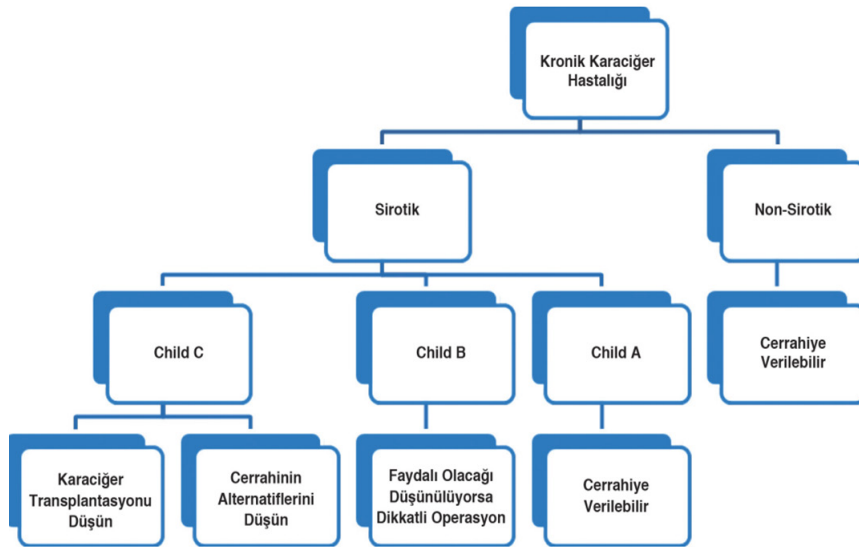 Kronik Karaciğer
Hastalığı
Sirotik
Non-Sirotik
Child C
Child B
Child A
Cerrahiye
Verilebilir
Karaciğer
Transplantasyonu
Düşün
Cerrahinin
Alternatiflerini
Düşün
Faydalı Olacağı
Düşünülüyorsa
Dikkatli Operasyon
Cerrahiye
Verilebilir